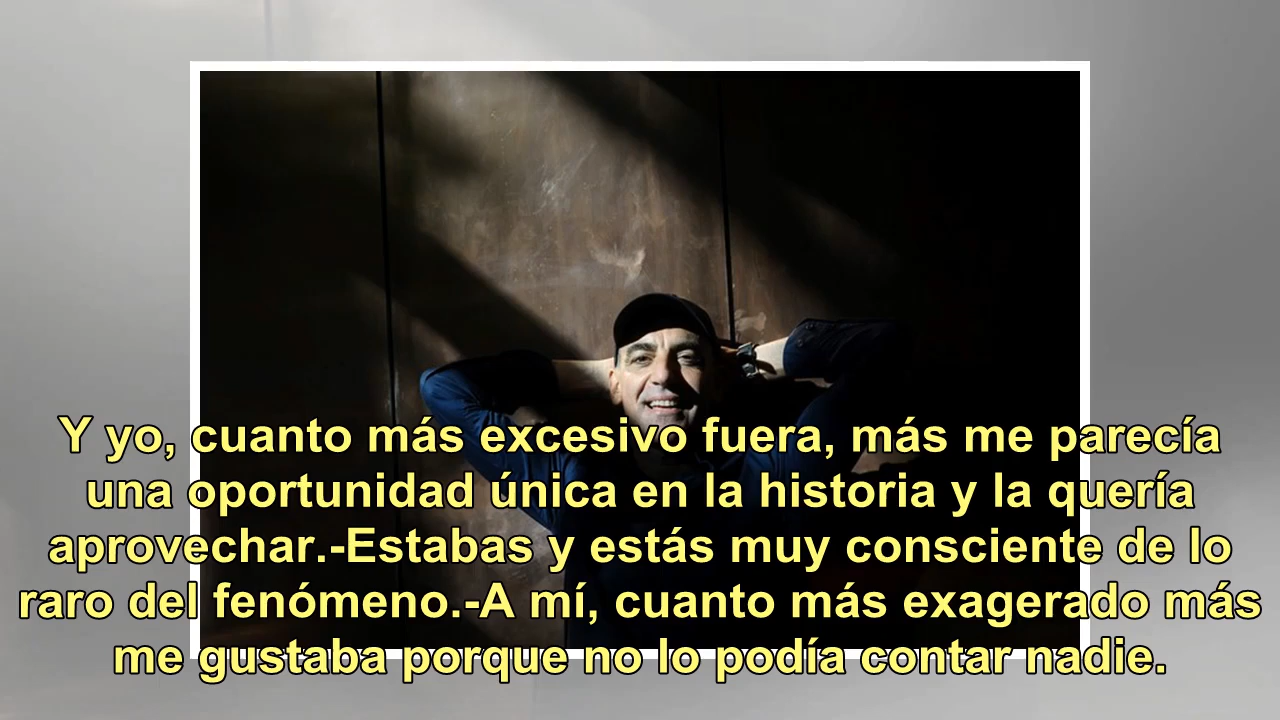 Y yo, cuanto más excesivo fuera, más me parecía
una oportunidad única en la historia y la quería
aprovechar.-Estabas y estás muy consciente de lo
raro del fenómeno.-A mí, cuanto más exagerado más
me gustaba porque no lo podía contar nadie.